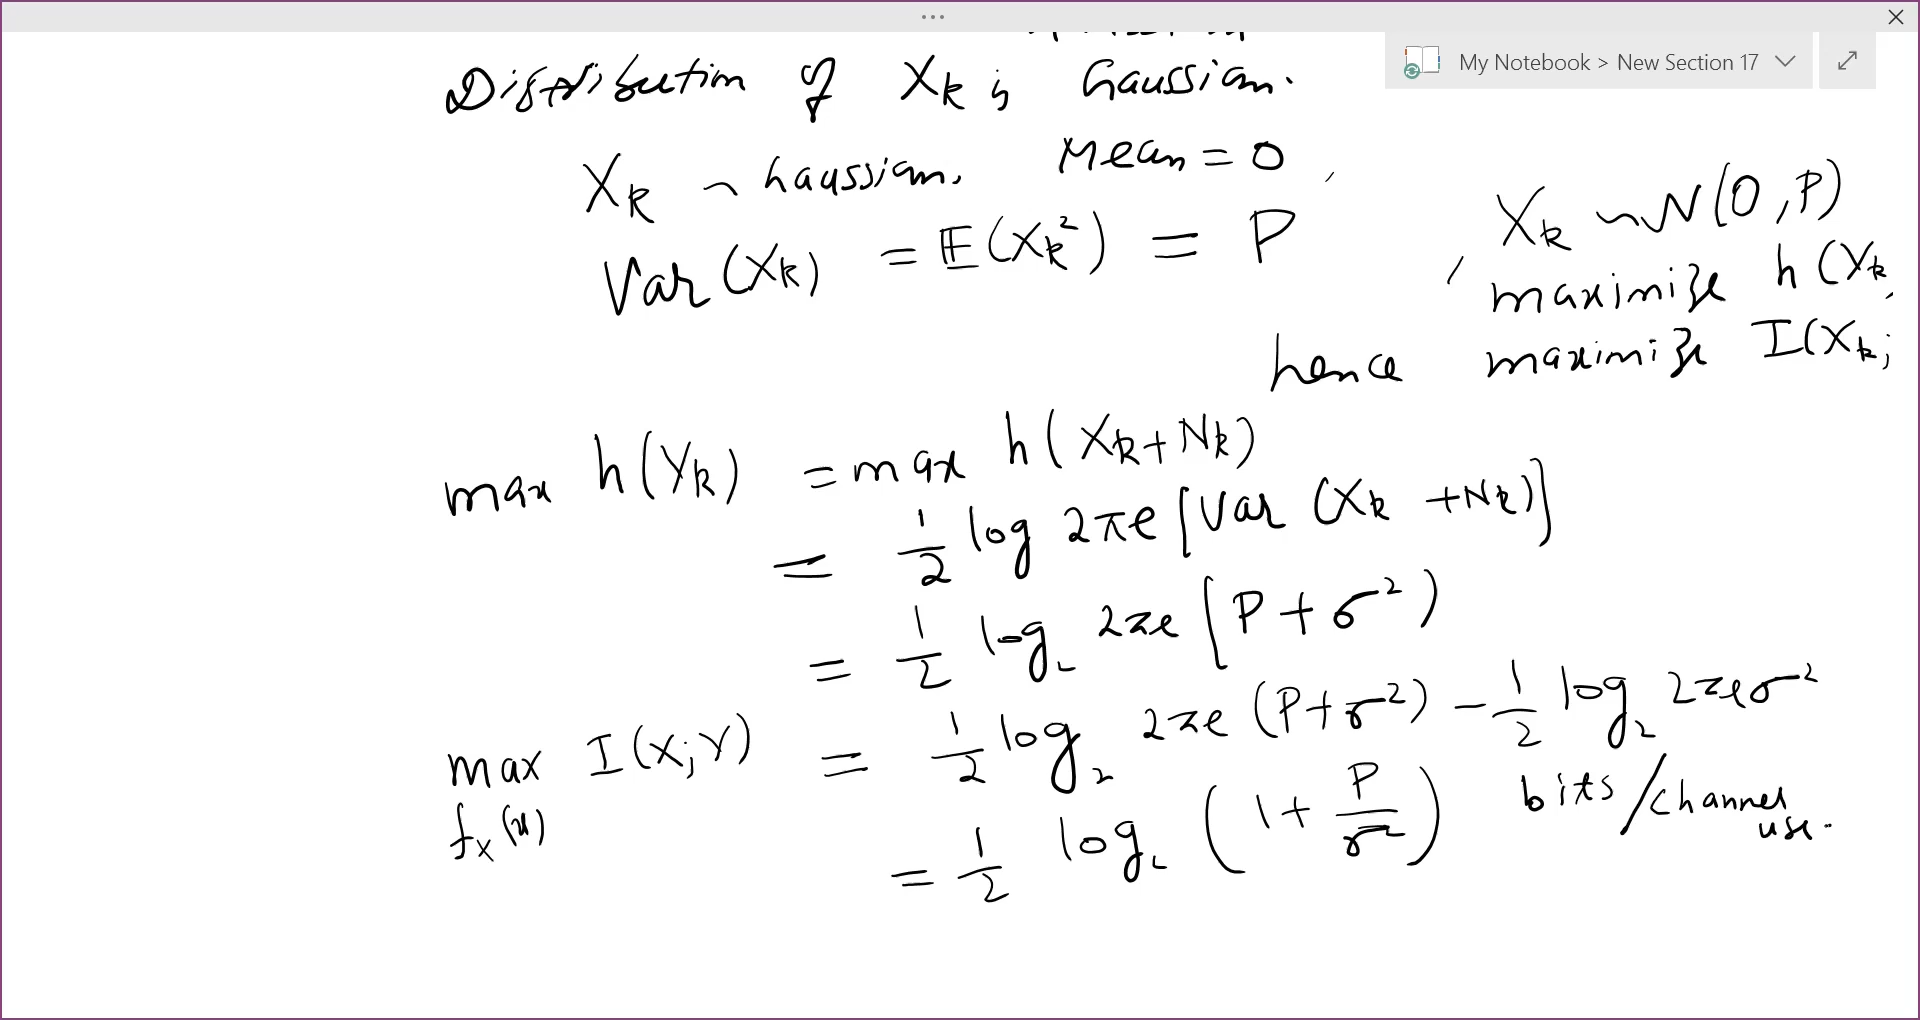 My Notebook > New Section 17
Distribution of Xₖ is Gaussian.
Xₖ ~ Gaussian. Mean = 0,
Var(Xₖ) = 𝔼(Xₖ²) = P, Xₖ ~ N(0, P)
maximize h(Yₖ
hence maximize I(Xₖ;
max h(Yₖ) = max h(Xₖ+Nₖ)
= 1/2 log 2πe [Var (Xₖ + Nₖ)]
= 1/2 log₂ 2πe [P + σ²)
max I(X;Y) = 1/2 log₂ 2πe (P+σ²) - 1/2 log₂ 2πeσ²
f_X(x)
= 1/2 log₂ (1 + P/σ²) bits/channel use.